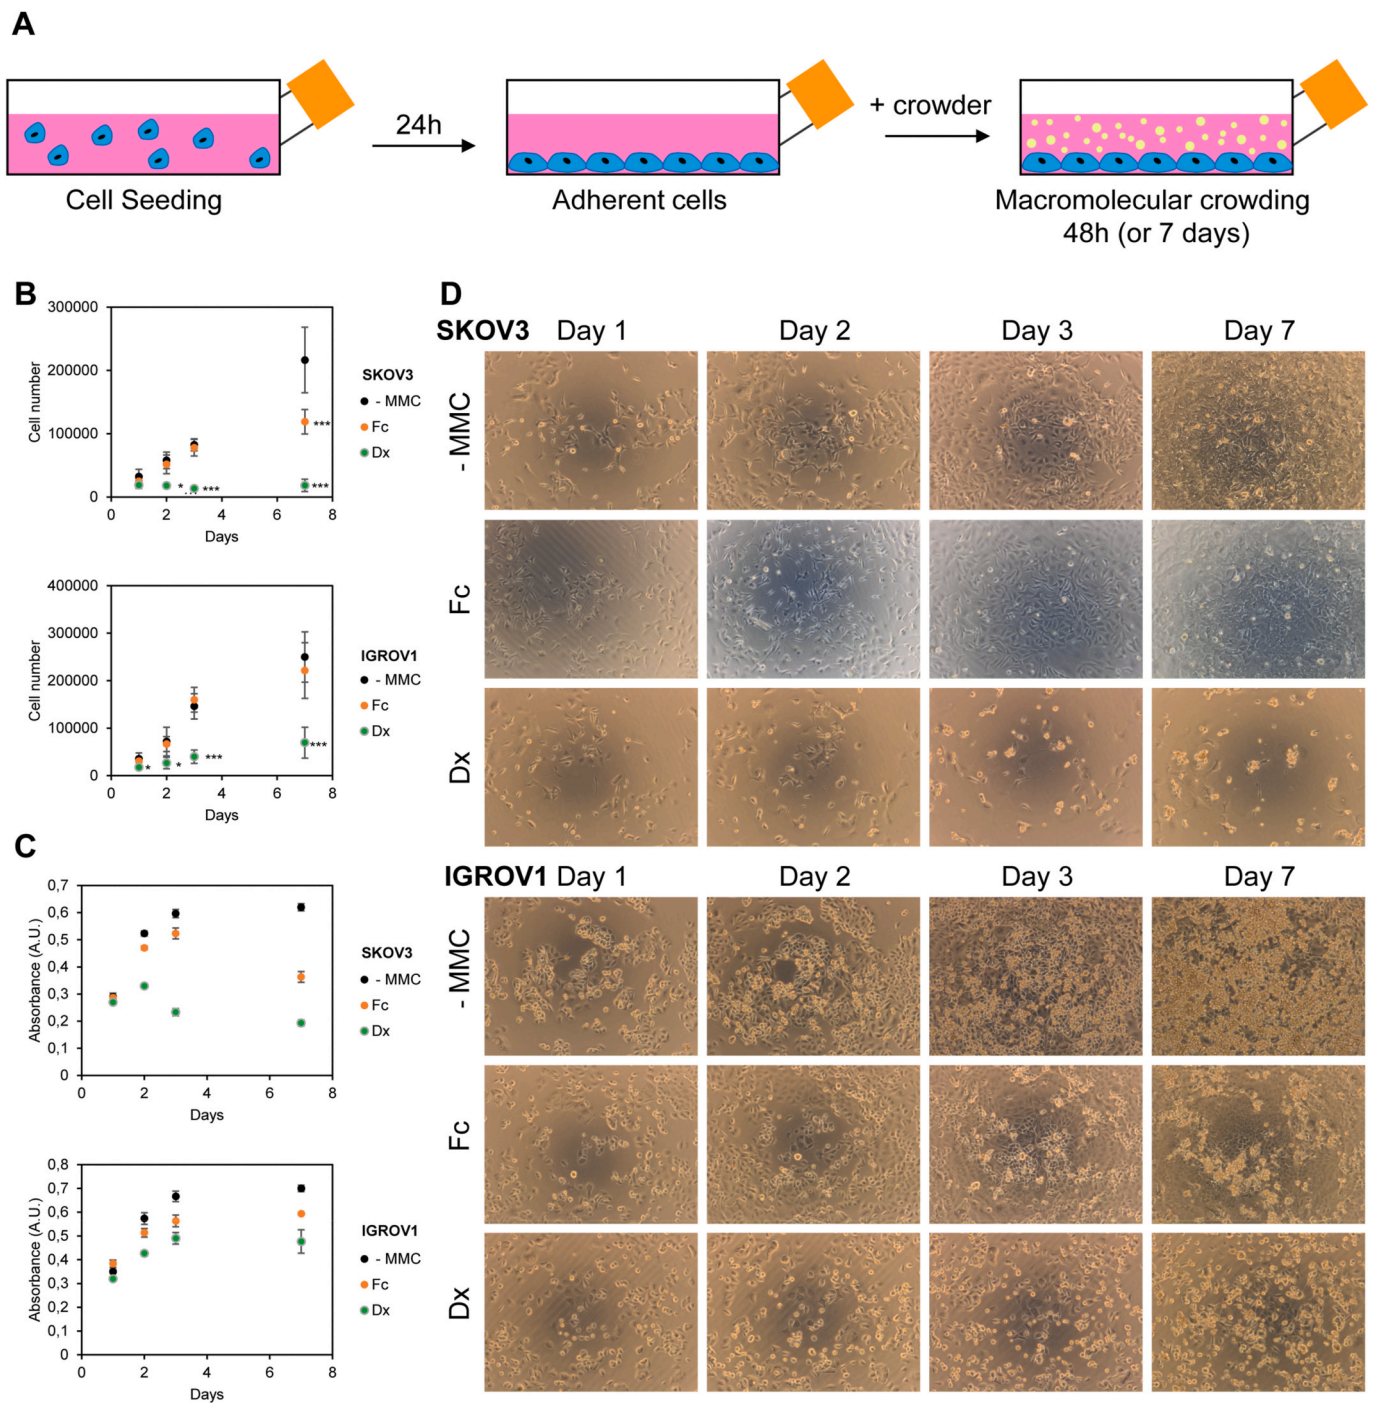 A
24h
+ crowder
Cell Seeding
Adherent cells
Macromolecular crowding
48h (or 7 days)
B
300000
200000
100000
0
0 2 4 6 8
Cell number
Days
* ... *** *** ***
SKOV3
- MMC
Fc
Dx
400000
300000
200000
100000
0
0 2 4 6 8
Cell number
Days
* * *** ***
IGROV1
- MMC
Fc
Dx
C
0,7
0,6
0,5
0,4
0,3
0,2
0,1
0
0 2 4 6 8
Absorbance (A.U.)
Days
SKOV3
- MMC
Fc
Dx
0,8
0,7
0,6
0,5
0,4
0,3
0,2
0,1
0
0 2 4 6 8
Absorbance (A.U.)
Days
IGROV1
- MMC
Fc
Dx
D
SKOV3 Day 1 Day 2 Day 3 Day 7
- MMC
Fc
Dx
IGROV1 Day 1 Day 2 Day 3 Day 7
- MMC
Fc
Dx